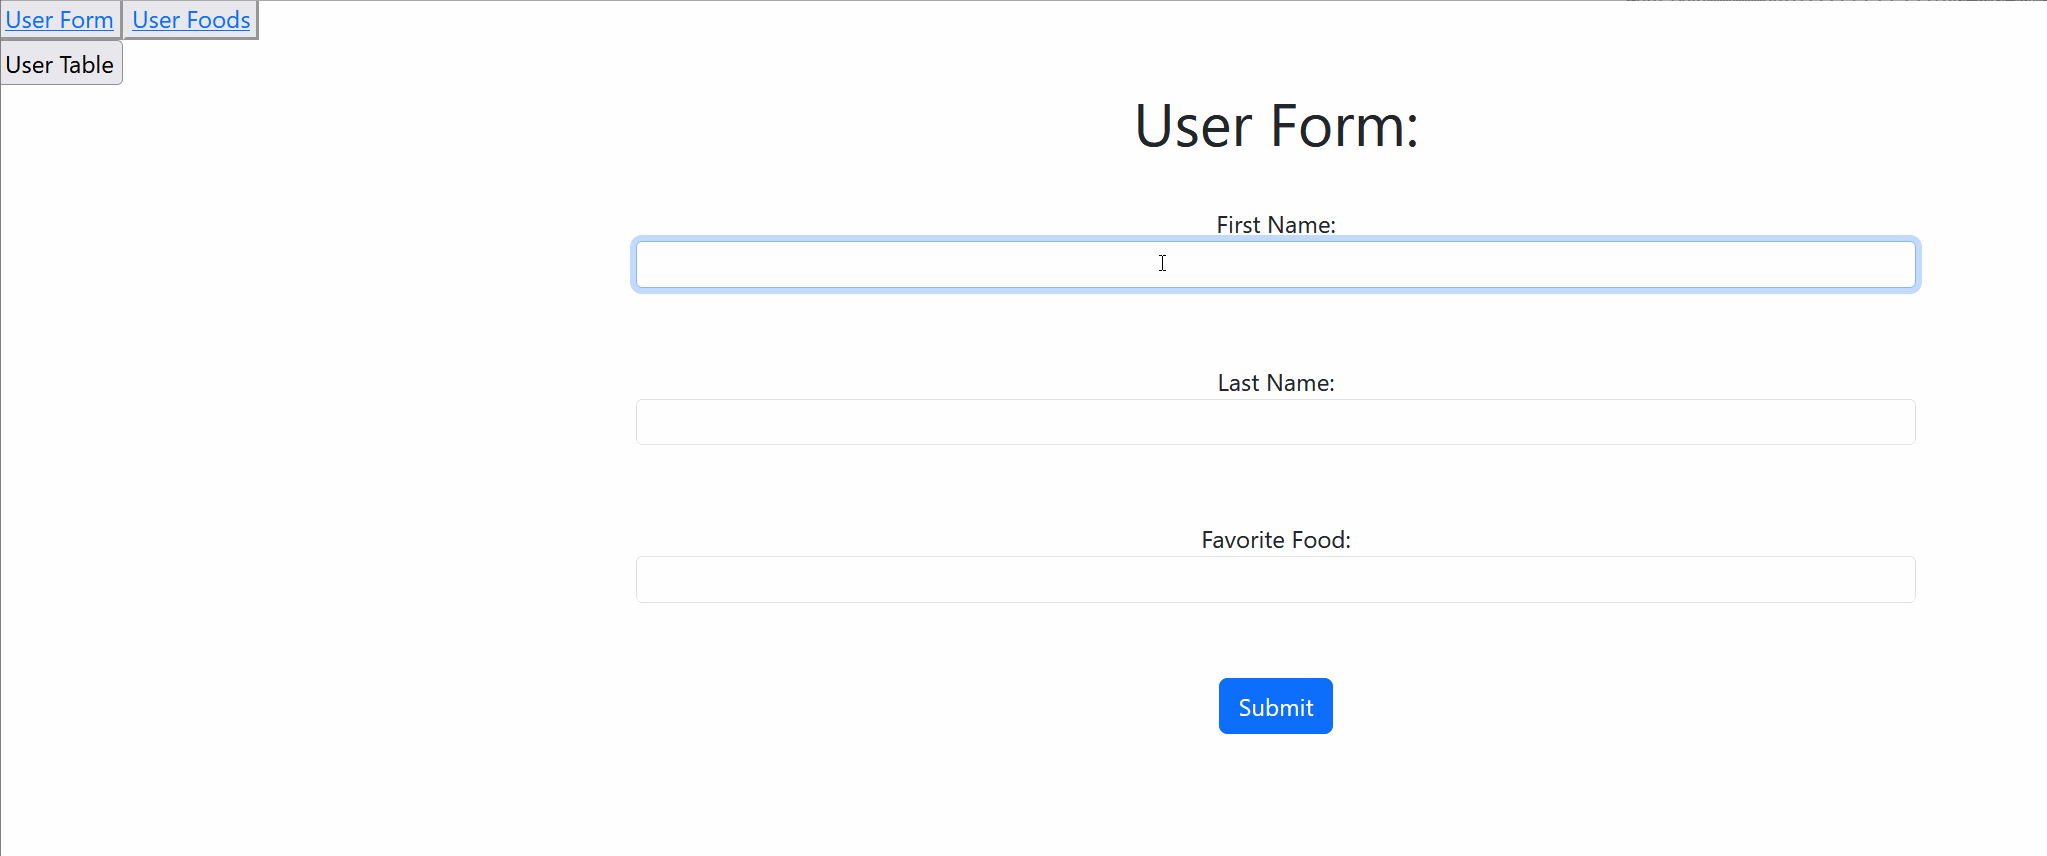 User Form User Foods
User Table
User Form:
First Name:
Last Name:
Favorite Food:
Submit